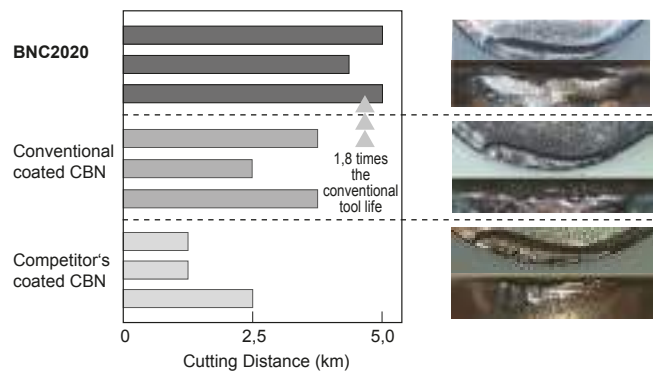 BNC2020
Conventional
coated CBN
1,8 times
the
conventional
tool life
Competitor's
coated CBN
0
2,5
5,0
Cutting Distance (km)